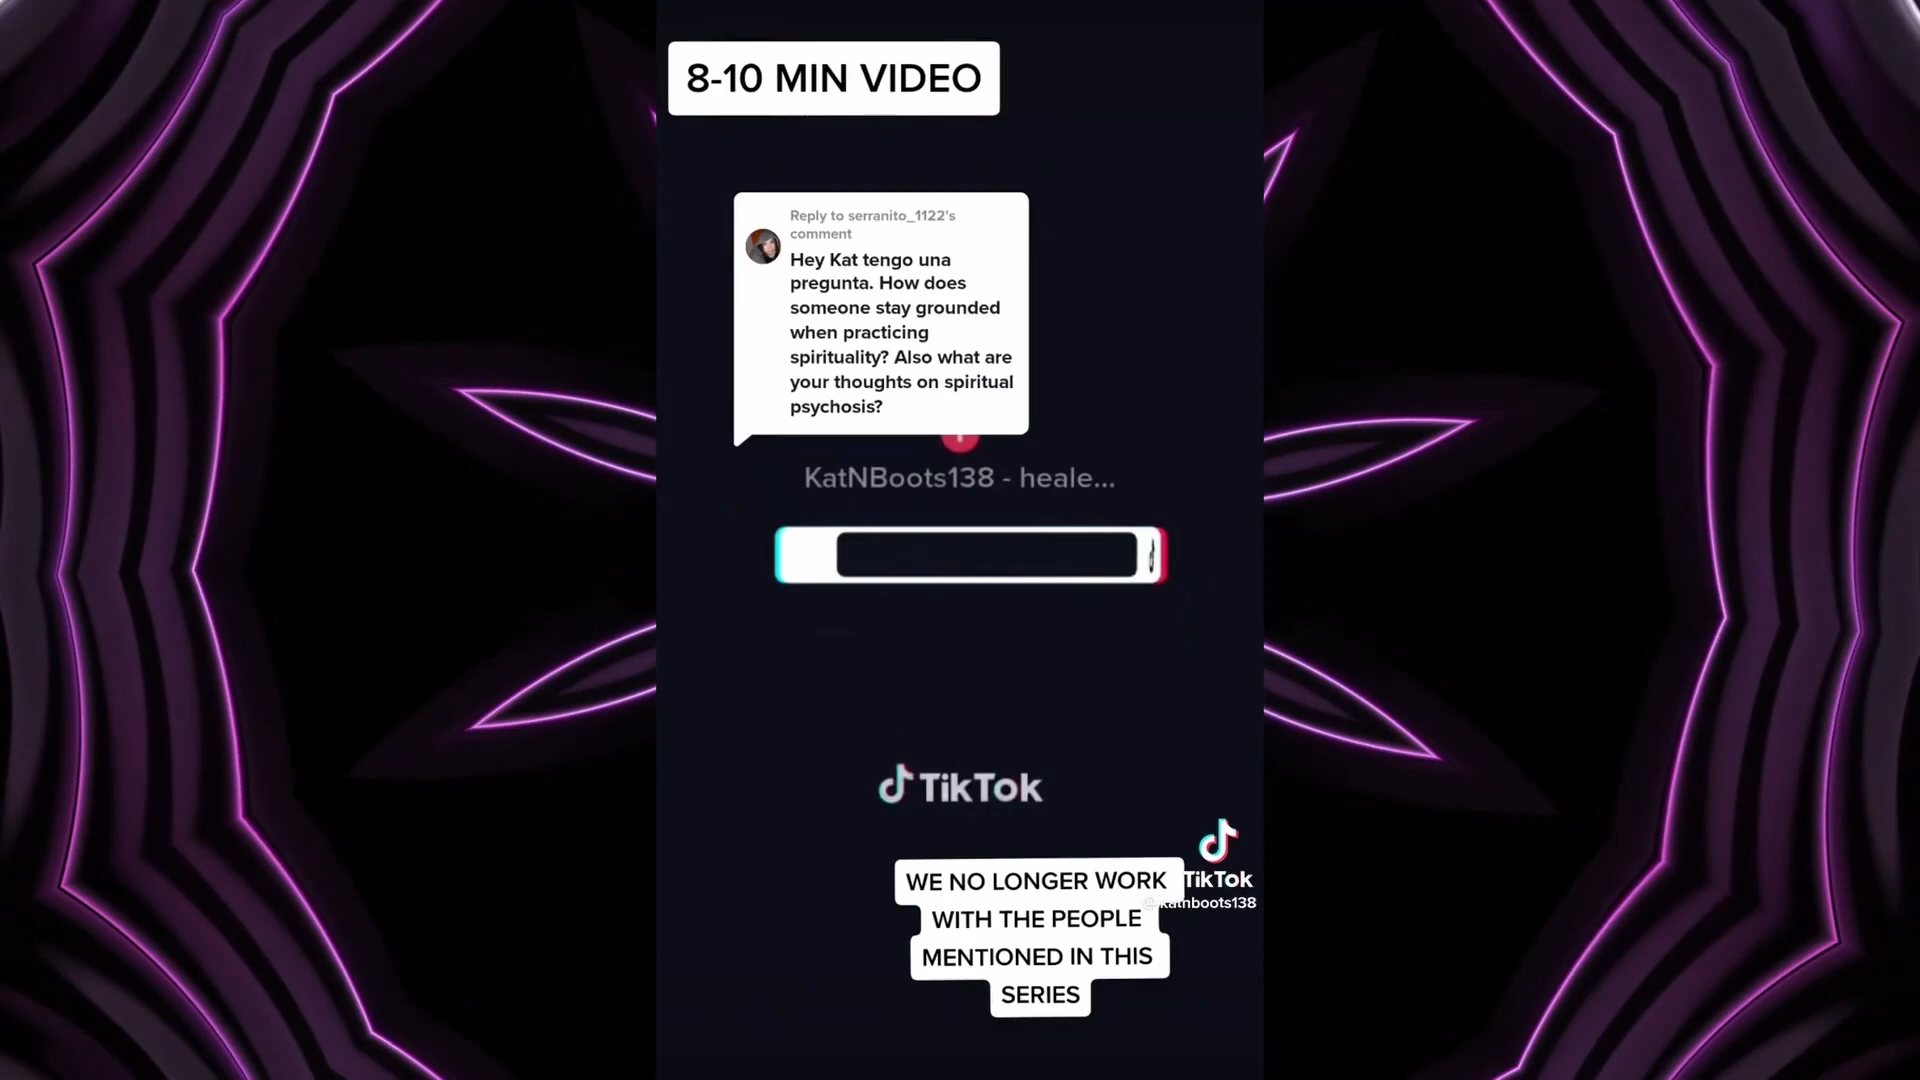 8-10 MIN VIDEO
Reply to serranito_1122's
comment
Hey Kat tengo una
pregunta. How does
someone stay grounded
when practicing
spirituality? Also what are
your thoughts on spiritual
psychosis?
KatNBoots138 - heale...
TikTok
WE NO LONGER WORK
WITH THE PEOPLE
MENTIONED IN THIS
SERIES
TikTok
@katnboots138